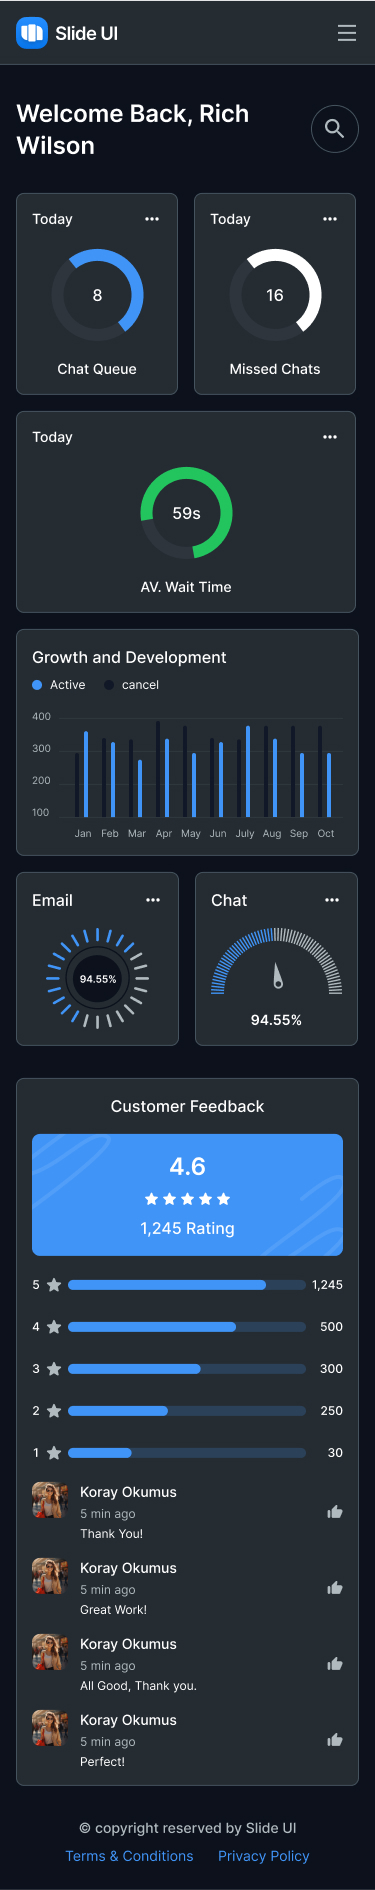 Slide UI
Welcome Back, Rich
Wilson
Today
8
Chat Queue
Today
16
Missed Chats
Today
59s
AV. Wait Time
Growth and Development
Active cancel
400
300
200
100
Jan Feb Mar Apr May Jun July Aug Sep Oct
Email
94.55%
Chat
94.55%
Customer Feedback
4.6
1,245 Rating
5 1,245
4 500
3 300
2 250
1 30
Koray Okumus
5 min ago
Thank You!
Koray Okumus
5 min ago
Great Work!
Koray Okumus
5 min ago
All Good, Thank you.
Koray Okumus
5 min ago
Perfect!
© copyright reserved by Slide UI
Terms & Conditions Privacy Policy